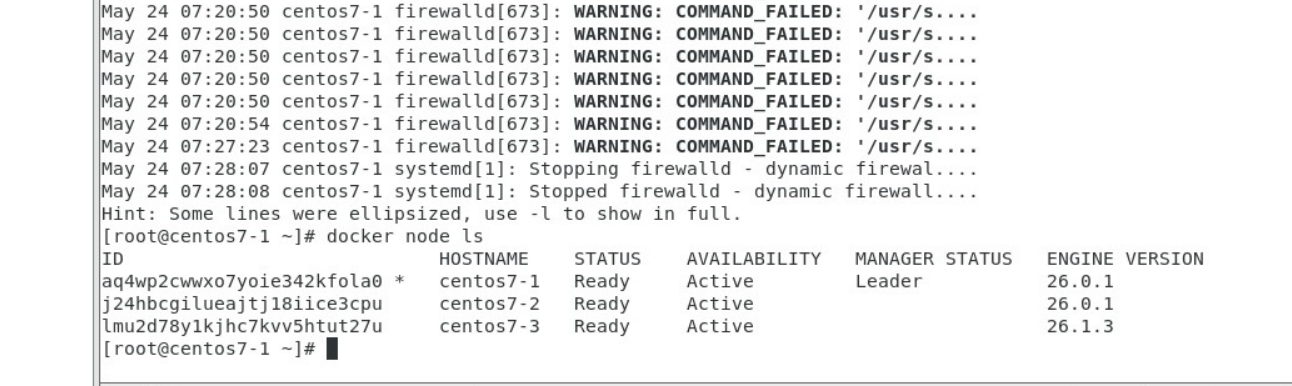 May 24 07:20:50 centos7-1 firewalld[673]: WARNING: COMMAND_FAILED: '/usr/s....
May 24 07:20:50 centos7-1 firewalld[673]: WARNING: COMMAND_FAILED: '/usr/s....
May 24 07:20:50 centos7-1 firewalld[673]: WARNING: COMMAND_FAILED: '/usr/s....
May 24 07:20:50 centos7-1 firewalld[673]: WARNING: COMMAND_FAILED: '/usr/s....
May 24 07:20:50 centos7-1 firewalld[673]: WARNING: COMMAND_FAILED: '/usr/s....
May 24 07:20:54 centos7-1 firewalld[673]: WARNING: COMMAND_FAILED: '/usr/s....
May 24 07:27:23 centos7-1 firewalld[673]: WARNING: COMMAND_FAILED: '/usr/s....
May 24 07:28:07 centos7-1 systemd[1]: Stopping firewalld - dynamic firewal....
May 24 07:28:08 centos7-1 systemd[1]: Stopped firewalld - dynamic firewall....
Hint: Some lines were ellipsized, use -l to show in full.
[root@centos7-1 ~]# docker node ls
ID                            HOSTNAME    STATUS    AVAILABILITY   MANAGER STATUS   ENGINE VERSION
aq4wp2cwwxo7yoie342kfola0 *   centos7-1   Ready     Active         Leader           26.0.1
j24hbcgilueajtj18iice3cpu     centos7-2   Ready     Active                          26.0.1
lmu2d78y1kjhc7kvv5htut27u     centos7-3   Ready     Active                          26.1.3
[root@centos7-1 ~]#